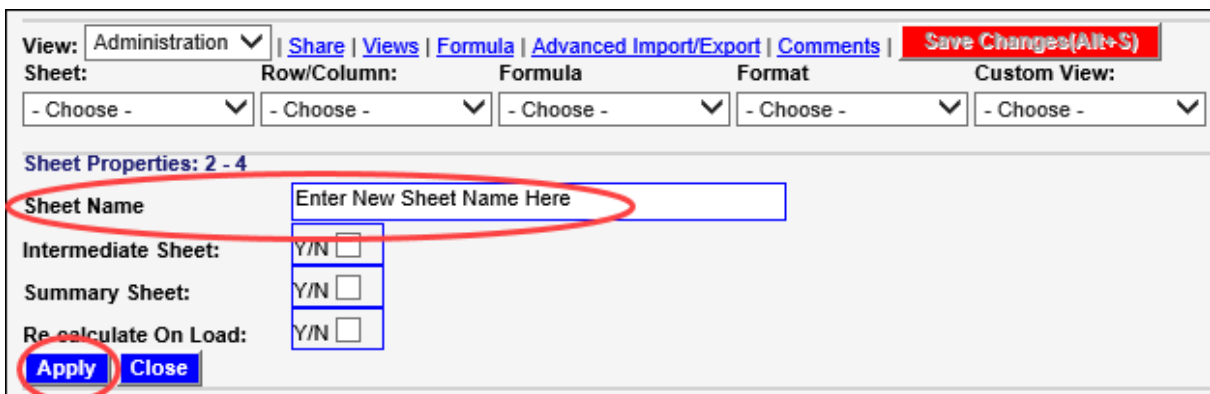 View: Administration | Share | Views | Formula | Advanced Import/Export | Comments | Save Changes(Alt+S)
Sheet: Row/Column: Formula Format Custom View:
- Choose - - Choose - - Choose - - Choose - - Choose -
Sheet Properties: 2 - 4
Sheet Name Enter New Sheet Name Here
Intermediate Sheet: Y/N
Summary Sheet: Y/N
Re-calculate On Load: Y/N
Apply Close